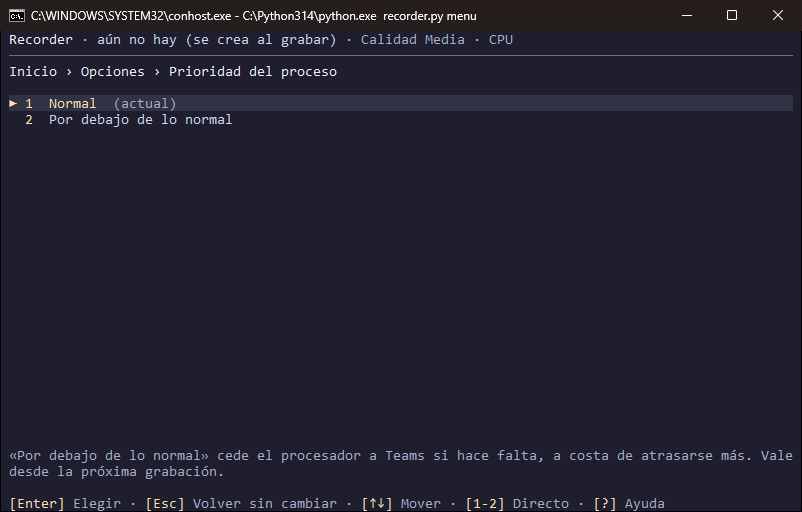 C:\WINDOWS\SYSTEM32\conhost.exe - C:\Python314\python.exe recorder.py menu
Recorder · aún no hay (se crea al grabar) · Calidad Media · CPU
Inicio › Opciones › Prioridad del proceso
► 1 Normal (actual)
2 Por debajo de lo normal
«Por debajo de lo normal» cede el procesador a Teams si hace falta, a costa de atrasarse más. Vale
desde la próxima grabación.
[Enter] Elegir · [Esc] Volver sin cambiar · [↑↓] Mover · [1-2] Directo · [?] Ayuda